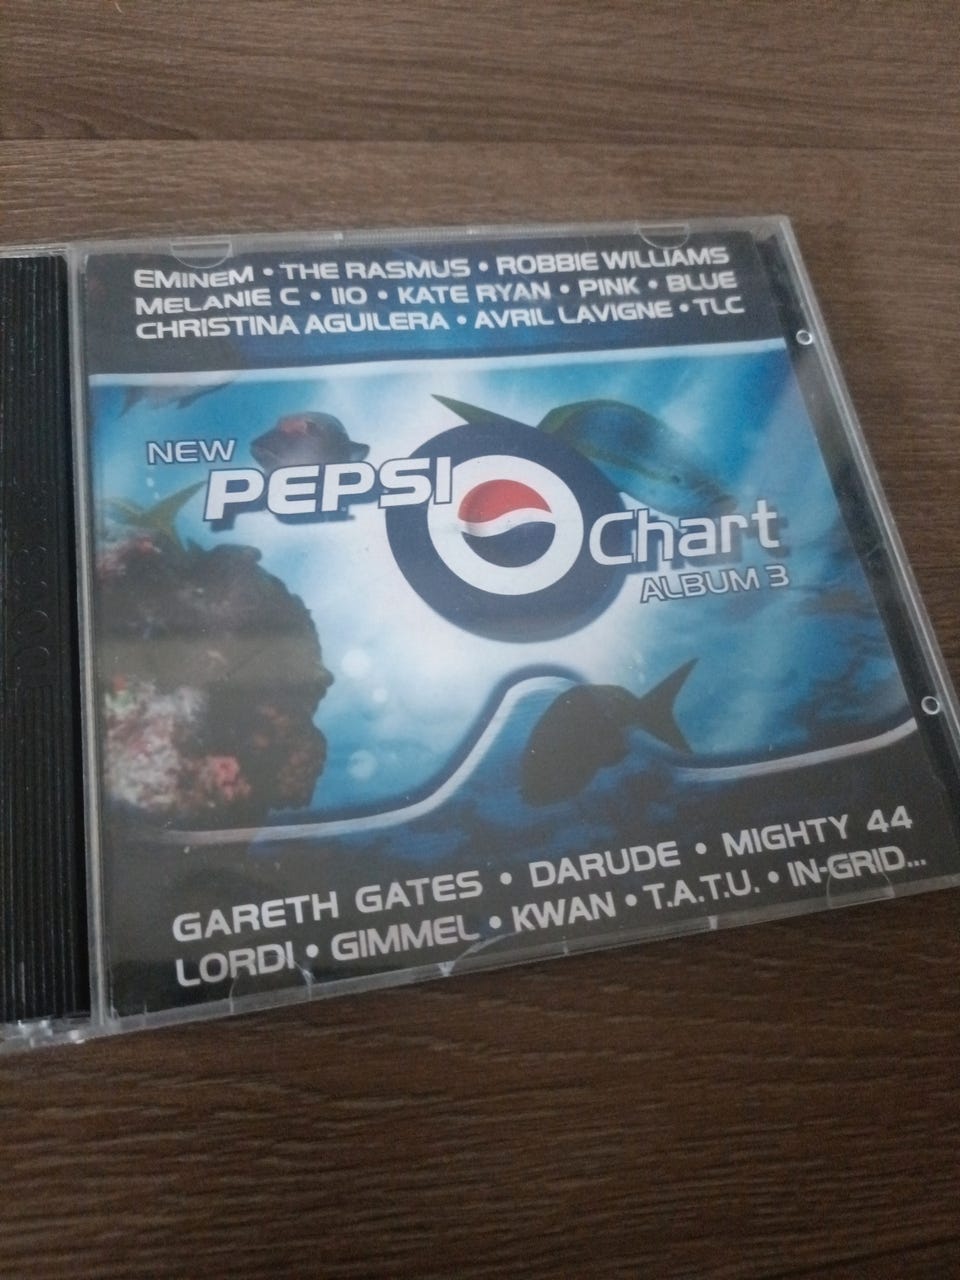 EMINEM • THE RASMUS • ROBBIE WILLIAMS
MELANIE C • IIO • KATE RYAN • PINK • BLUE
CHRISTINA AGUILERA • AVRIL LAVIGNE • TLC
NEW
PEPSI
Chart
ALBUM 3
GARETH GATES • DARUDE • MIGHTY 44
LORDI • GIMMEL • KWAN • T.A.T.U. • IN-GRID...